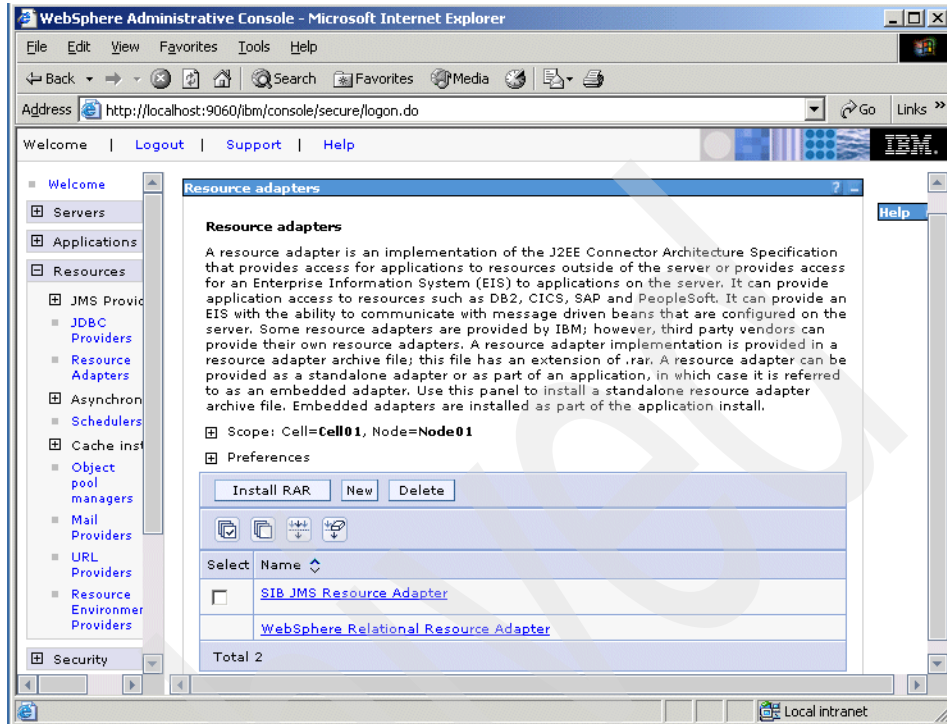 WebSphere Administrative Console - Microsoft Internet Explorer
File Edit View Favorites Tools Help
Back Search Favorites Media
Address http://localhost:9060/ibm/console/secure/logon.do Go Links »
Welcome | Logout | Support | Help
IBM.
Welcome
Servers
Applications
Resources
JMS Provic
JDBC
Providers
Resource
Adapters
Asynchron
Schedulers
Cache inst
Object
pool
managers
Mail
Providers
URL
Providers
Resource
Environmer
Providers
Security
Resource adapters ? _
Help
Resource adapters
A resource adapter is an implementation of the J2EE Connector Architecture Specification
that provides access for applications to resources outside of the server or provides access
for an Enterprise Information System (EIS) to applications on the server. It can provide
application access to resources such as DB2, CICS, SAP and PeopleSoft. It can provide an
EIS with the ability to communicate with message driven beans that are configured on the
server. Some resource adapters are provided by IBM; however, third party vendors can
provide their own resource adapters. A resource adapter implementation is provided in a
resource adapter archive file; this file has an extension of .rar. A resource adapter can be
provided as a standalone adapter or as part of an application, in which case it is referred
to as an embedded adapter. Use this panel to install a standalone resource adapter
archive file. Embedded adapters are installed as part of the application install.
Scope: Cell=Cell01, Node=Node01
Preferences
Install RAR New Delete
Select Name
SIB JMS Resource Adapter
WebSphere Relational Resource Adapter
Total 2
Local intranet